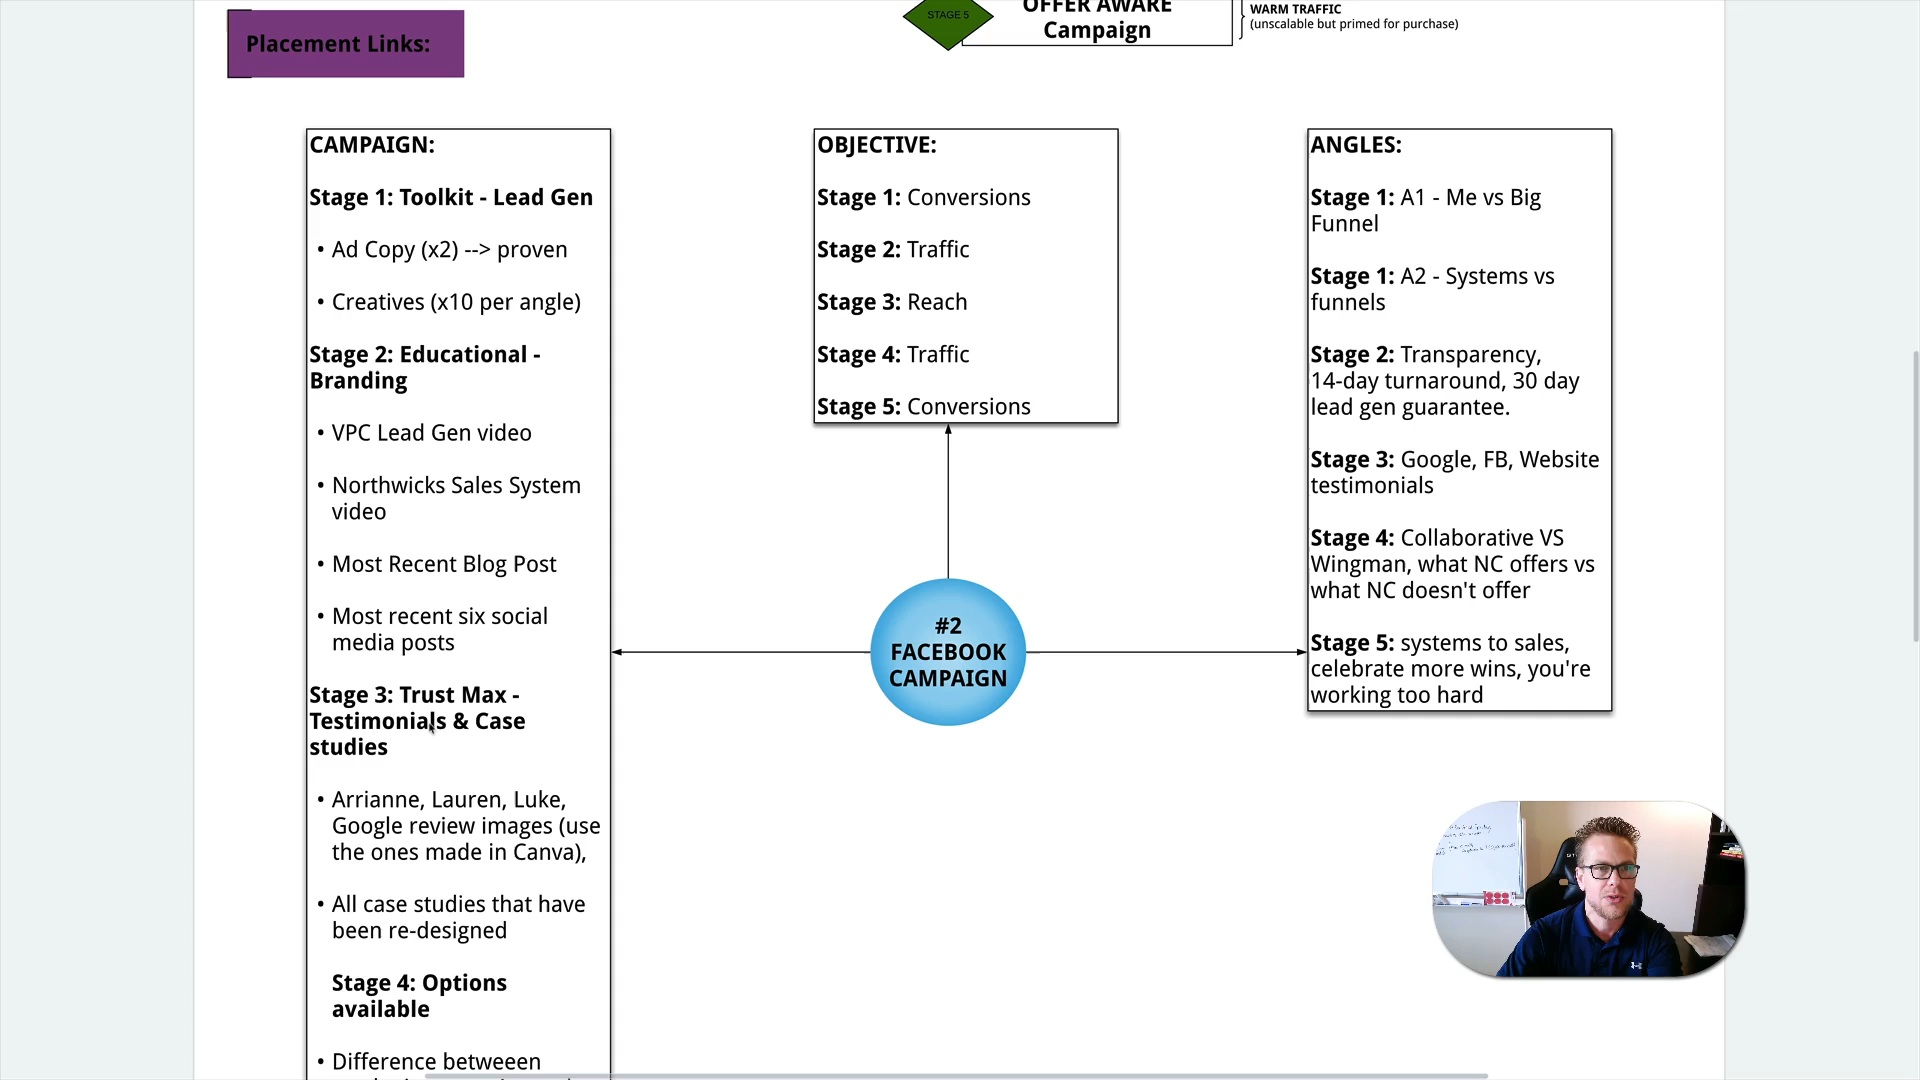 Placement Links:
STAGE 5
OFFER AWARE
Campaign
WARM TRAFFIC
(unscalable but primed for purchase)
CAMPAIGN:
Stage 1: Toolkit - Lead Gen
• Ad Copy (x2) --> proven
• Creatives (x10 per angle)
Stage 2: Educational -
Branding
• VPC Lead Gen video
• Northwicks Sales System
video
• Most Recent Blog Post
• Most recent six social
media posts
Stage 3: Trust Max -
Testimonials & Case
studies
• Arrianne, Lauren, Luke,
Google review images (use
the ones made in Canva),
• All case studies that have
been re-designed
Stage 4: Options
available
• Difference betweeen
OBJECTIVE:
Stage 1: Conversions
Stage 2: Traffic
Stage 3: Reach
Stage 4: Traffic
Stage 5: Conversions
#2
FACEBOOK
CAMPAIGN
ANGLES:
Stage 1: A1 - Me vs Big
Funnel
Stage 1: A2 - Systems vs
funnels
Stage 2: Transparency,
14-day turnaround, 30 day
lead gen guarantee.
Stage 3: Google, FB, Website
testimonials
Stage 4: Collaborative VS
Wingman, what NC offers vs
what NC doesn't offer
Stage 5: systems to sales,
celebrate more wins, you're
working too hard